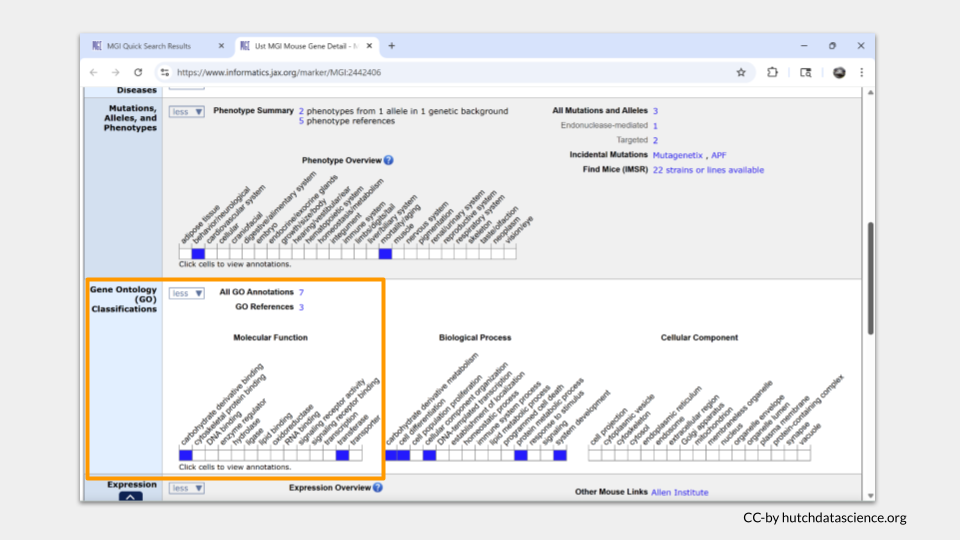 MGI Quick Search Results
Ust MGI Mouse Gene Detail - M
https://www.informatics.jax.org/marker/MGI:2442406
Diseases
Mutations,
Alleles, and
Phenotypes
less ▼
Phenotype Summary 2 phenotypes from 1 allele in 1 genetic background
5 phenotype references
All Mutations and Alleles 3
Endonuclease-mediated 1
Targeted 2
Incidental Mutations Mutagenetix , APF
Find Mice (IMSR) 22 strains or lines available
Phenotype Overview ?
adipose tissue
behavior/neurological
cardiovascular system
cellular
craniofacial
digestive/alimentary system
embryo
endocrine/exocrine glands
growth/size/body
hearing/vestibular/ear
hematopoietic system
homeostasis/metabolism
integument
immune system
limbs/digits/tail
liver/biliary system
mortality/aging
muscle
nervous system
pigmentation
renal/urinary system
reproductive system
respiratory system
skeleton
taste/olfaction
neoplasm
vision/eye
Click cells to view annotations.
Gene Ontology
(GO)
Classifications
less ▼
All GO Annotations 7
GO References 3
Molecular Function
carbohydrate derivative binding
cytoskeletal protein binding
DNA binding
enzyme regulator
hydrolase
ligase
lipid binding
oxidoreductase
RNA binding
signaling receptor activity
signaling receptor binding
transcription
transferase
transporter
Click cells to view annotations.
Biological Process
carbohydrate derivative metabolism
cell differentiation
cell population proliferation
cellular component organization
DNA-templated transcription
establishment of localization
homeostatic process
immune system process
lipid metabolic process
programmed cell death
protein metabolic process
response to stimulus
signaling
system development
Cellular Component
cell projection
cytoplasmic vesicle
cytoskeleton
cytosol
endoplasmic reticulum
extracellular region
Golgi apparatus
mitochondrion
membraneless organelle
nucleus
organelle envelope
organelle lumen
plasma membrane
protein-containing complex
synapse
vacuole
Expression
less ▼
Expression Overview ?
Other Mouse Links Allen Institute
CC-by hutchdatascience.org